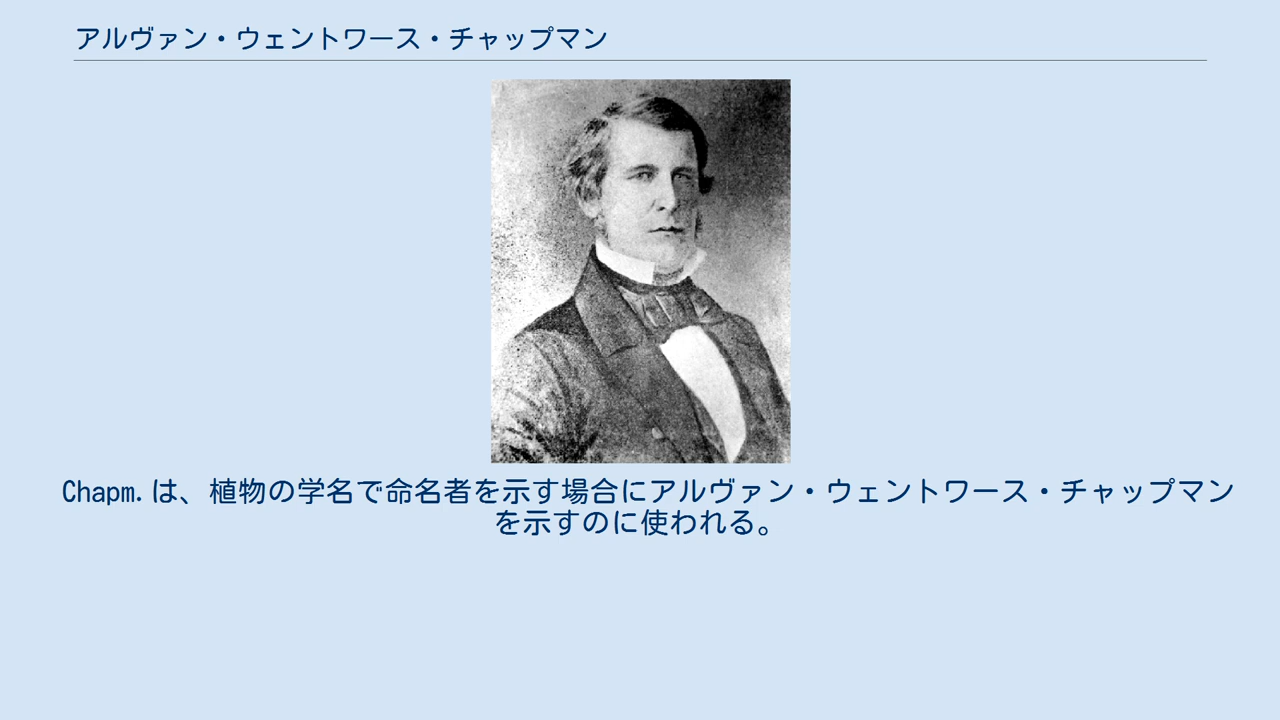 アルヴァン・ウェントワース・チャップマン
Chapm. は、植物の学名で命名者を示す場合にアルヴァン・ウェントワース・チャップマン
を示すのに使われる。